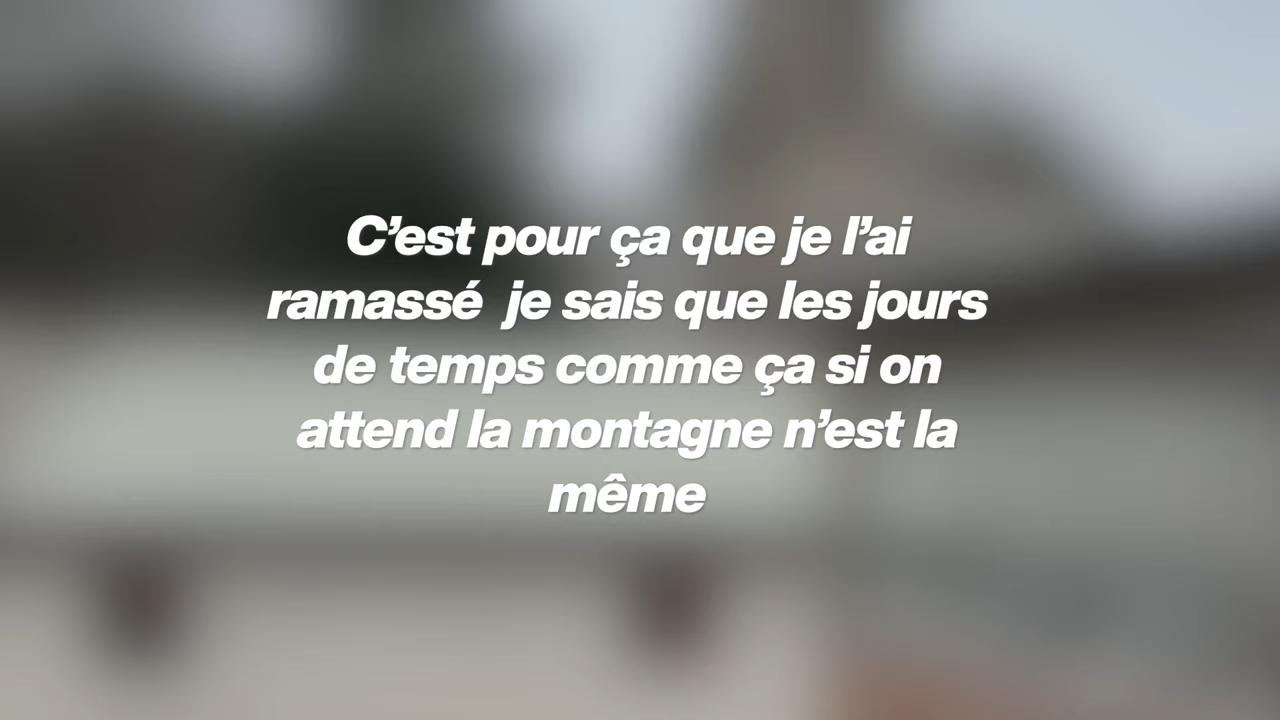 C’est pour ça que je l’ai
ramassé  je sais que les jours
de temps comme ça si on
attend la montagne n’est la
même